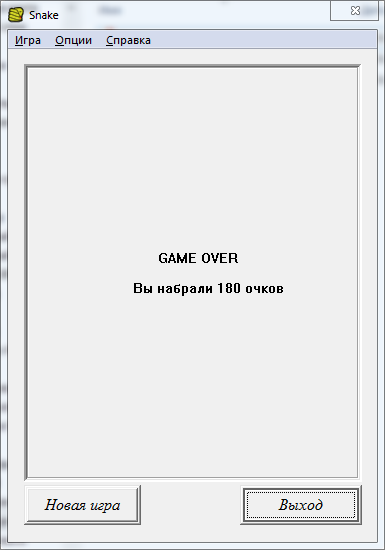 Snake
Игра Опции Справка
GAME OVER
Вы набрали 180 очков
Новая игра Выход